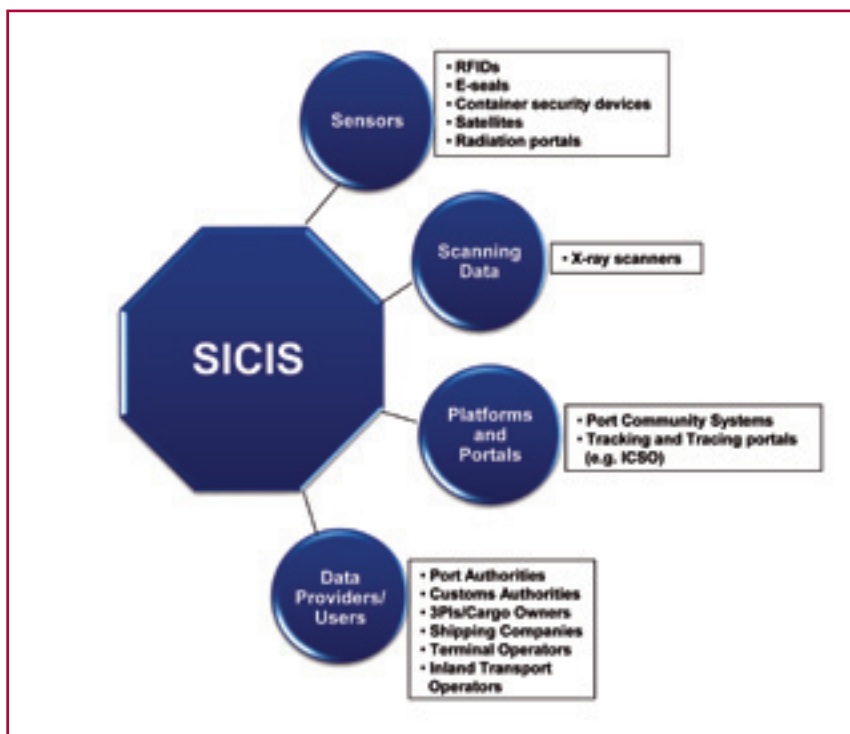 Sensors
• RFIDs
• E-seals
• Container security devices
• Satellites
• Radiation portals
Scanning
Data
• X-ray scanners
SICIS
Platforms
and
Portals
• Port Community Systems
• Tracking and Tracing portals
(e.g. ICSO)
Data
Providers/
Users
• Port Authorities
• Customs Authorities
• 3Pls/Cargo Owners
• Shipping Companies
• Terminal Operators
• Inland Transport
Operators